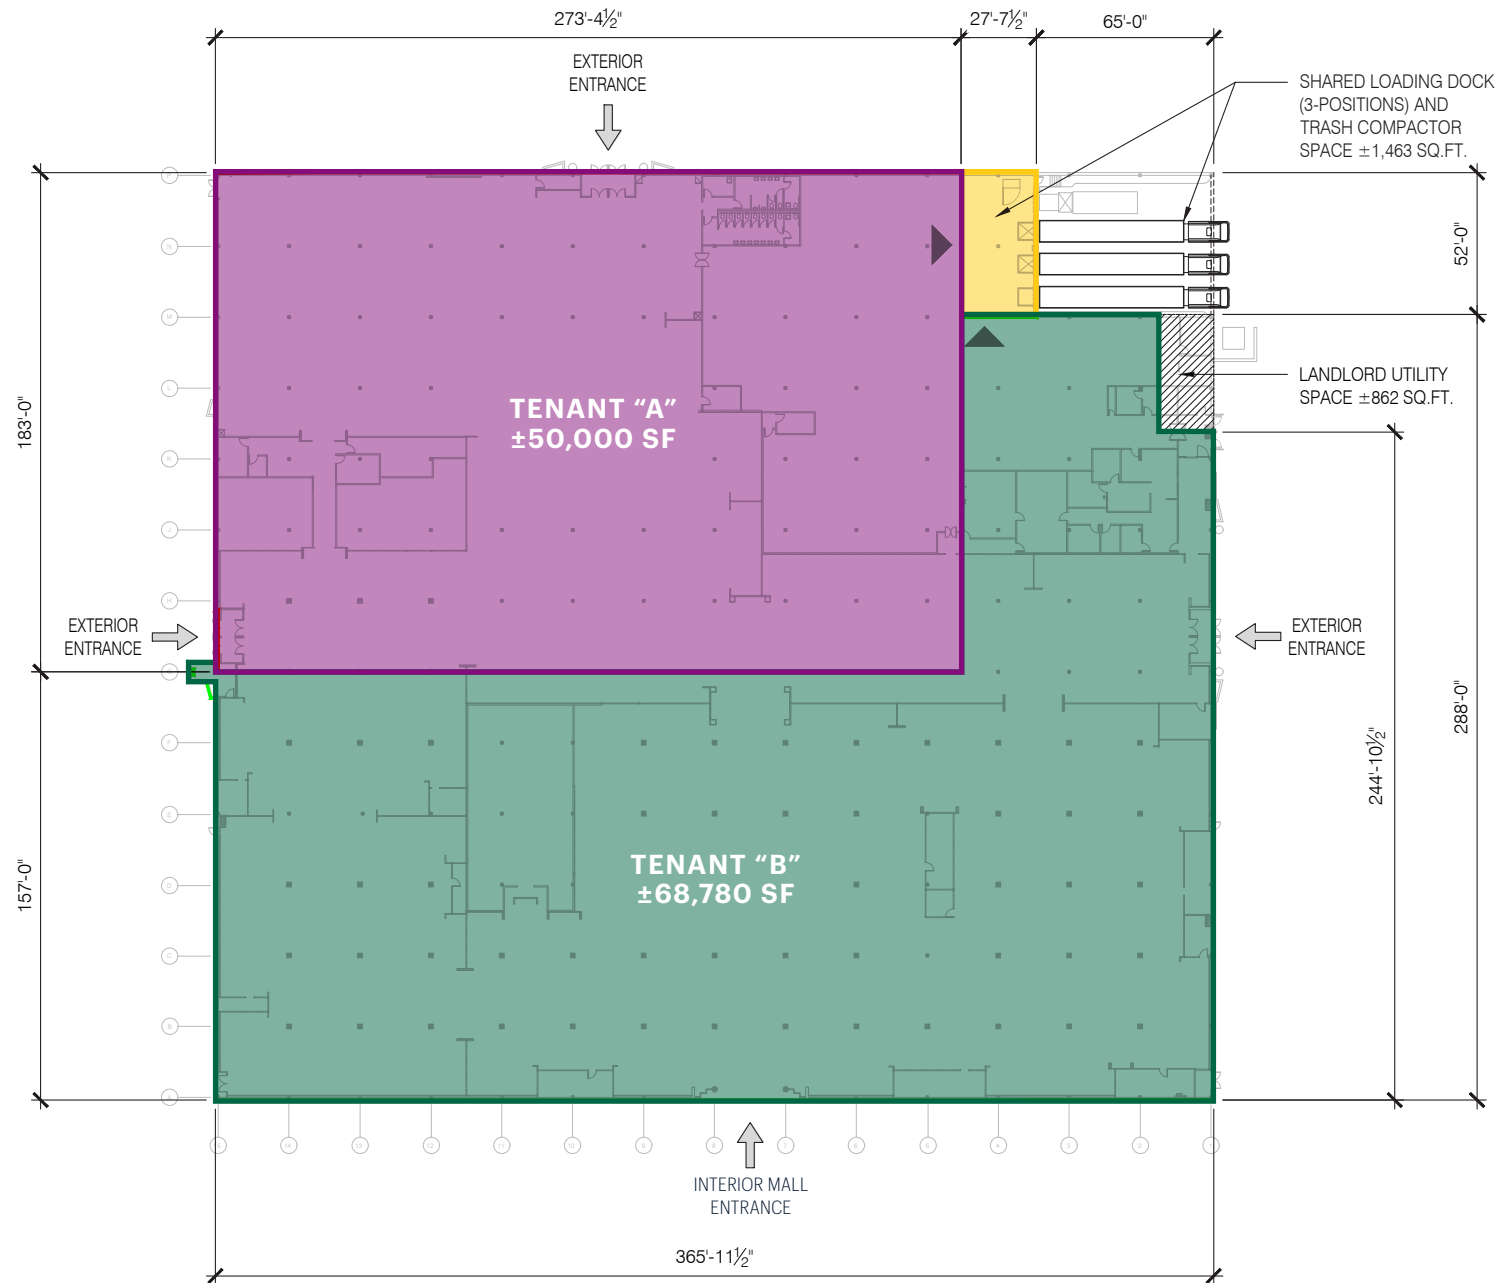 273'-4½"
27'-7½"
65'-0"
EXTERIOR
ENTRANCE
SHARED LOADING DOCK
(3-POSITIONS) AND
TRASH COMPACTOR
SPACE ±1,463 SQ.FT.
52'-0"
183'-0"
LANDLORD UTILITY
SPACE ±862 SQ.FT.
TENANT “A”
±50,000 SF
EXTERIOR
ENTRANCE
EXTERIOR
ENTRANCE
288'-0"
244'-10½"
157'-0"
TENANT “B”
±68,780 SF
INTERIOR MALL
ENTRANCE
365'-11½"